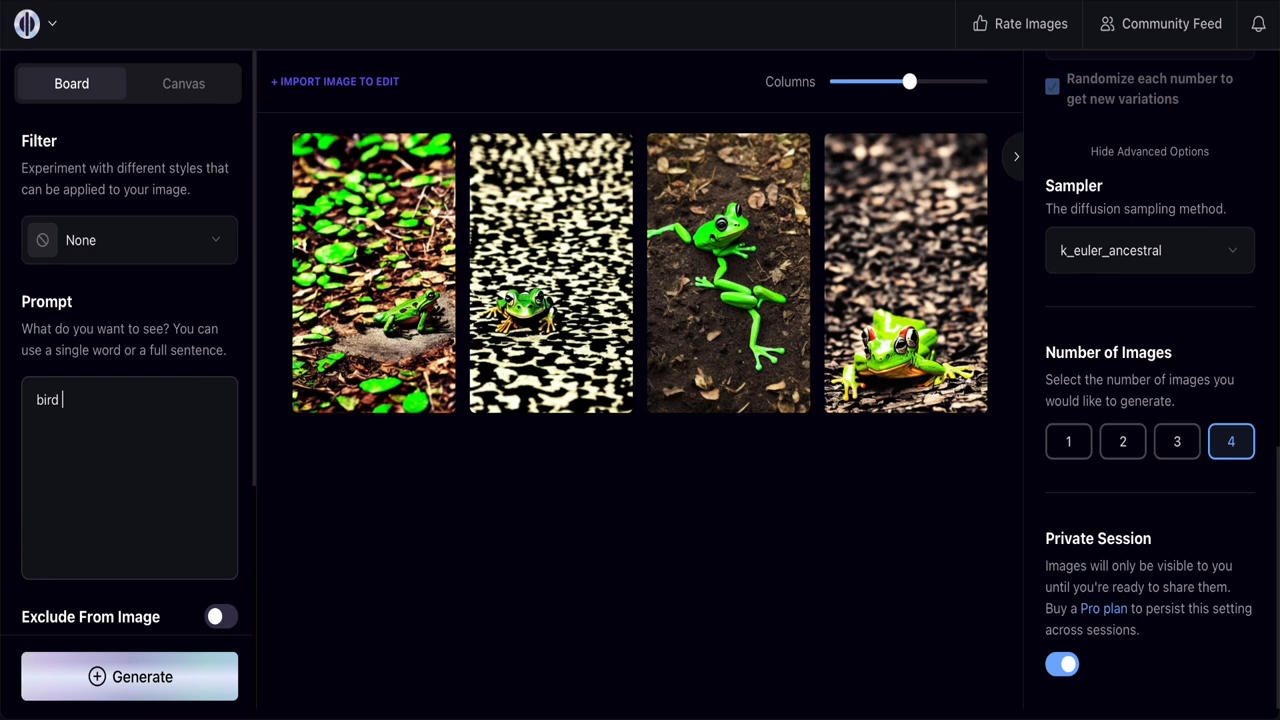 Rate Images
Community Feed
Board
Canvas
+ IMPORT IMAGE TO EDIT
Columns
Filter
Experiment with different styles that
can be applied to your image.
None
Prompt
What do you want to see? You can
use a single word or a full sentence.
bird
Exclude From Image
Generate
Randomize each number to
get new variations
Hide Advanced Options
Sampler
The diffusion sampling method.
k_euler_ancestral
Number of Images
Select the number of images you
would like to generate.
1 2 3 4
Private Session
Images will only be visible to you
until you're ready to share them.
Buy a Pro plan to persist this setting
across sessions.